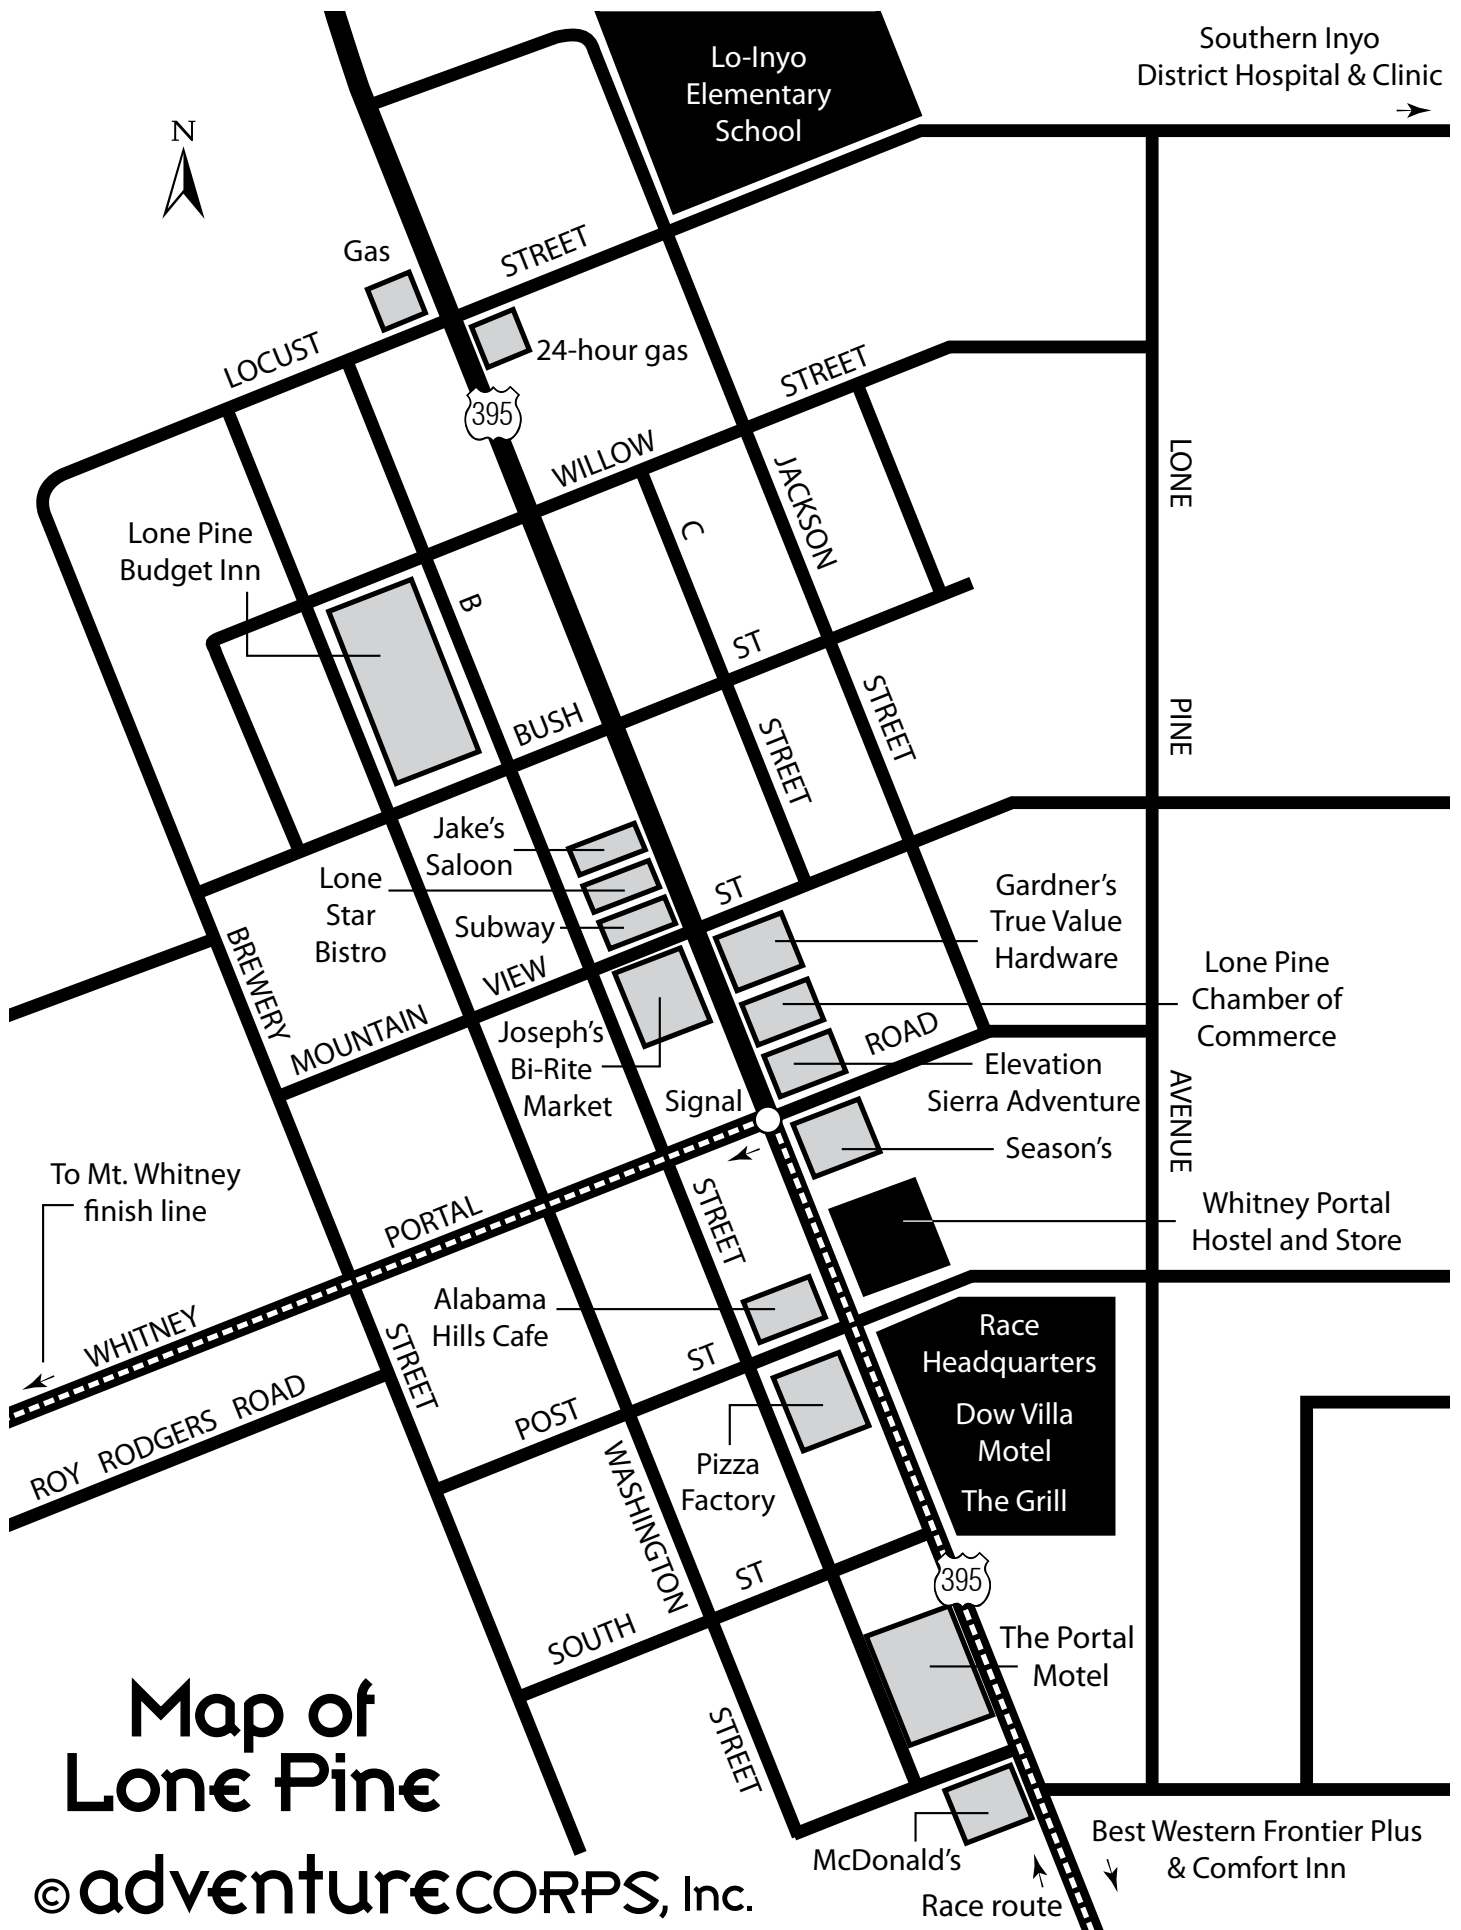 Southern Inyo
District Hospital & Clinic
Lo-Inyo
Elementary
School
N
Gas
STREET
LOCUST
24-hour gas
395
STREET
WILLOW
JACKSON
C
LONE
Lone Pine
Budget Inn
B
ST
BUSH
STREET
STREET
PINE
Jake's
Saloon
Lone
Star
Bistro
Subway
ST
Gardner's
True Value
Hardware
BREWERY
VIEW
MOUNTAIN
Lone Pine
Chamber of
Commerce
Joseph's
Bi-Rite
Market
ROAD
Elevation
Sierra Adventure
Signal
AVENUE
Season's
To Mt. Whitney
finish line
PORTAL
STREET
Whitney Portal
Hostel and Store
WHITNEY
Alabama
Hills Cafe
STREET
ST
POST
Race
Headquarters
Dow Villa
Motel
The Grill
ROY RODGERS ROAD
Pizza
Factory
WASHINGTON
ST
395
SOUTH
The Portal
Motel
STREET
Map of
Lone Pine
McDonald's
Best Western Frontier Plus
& Comfort Inn
Race route
© adventureCORPS, Inc.